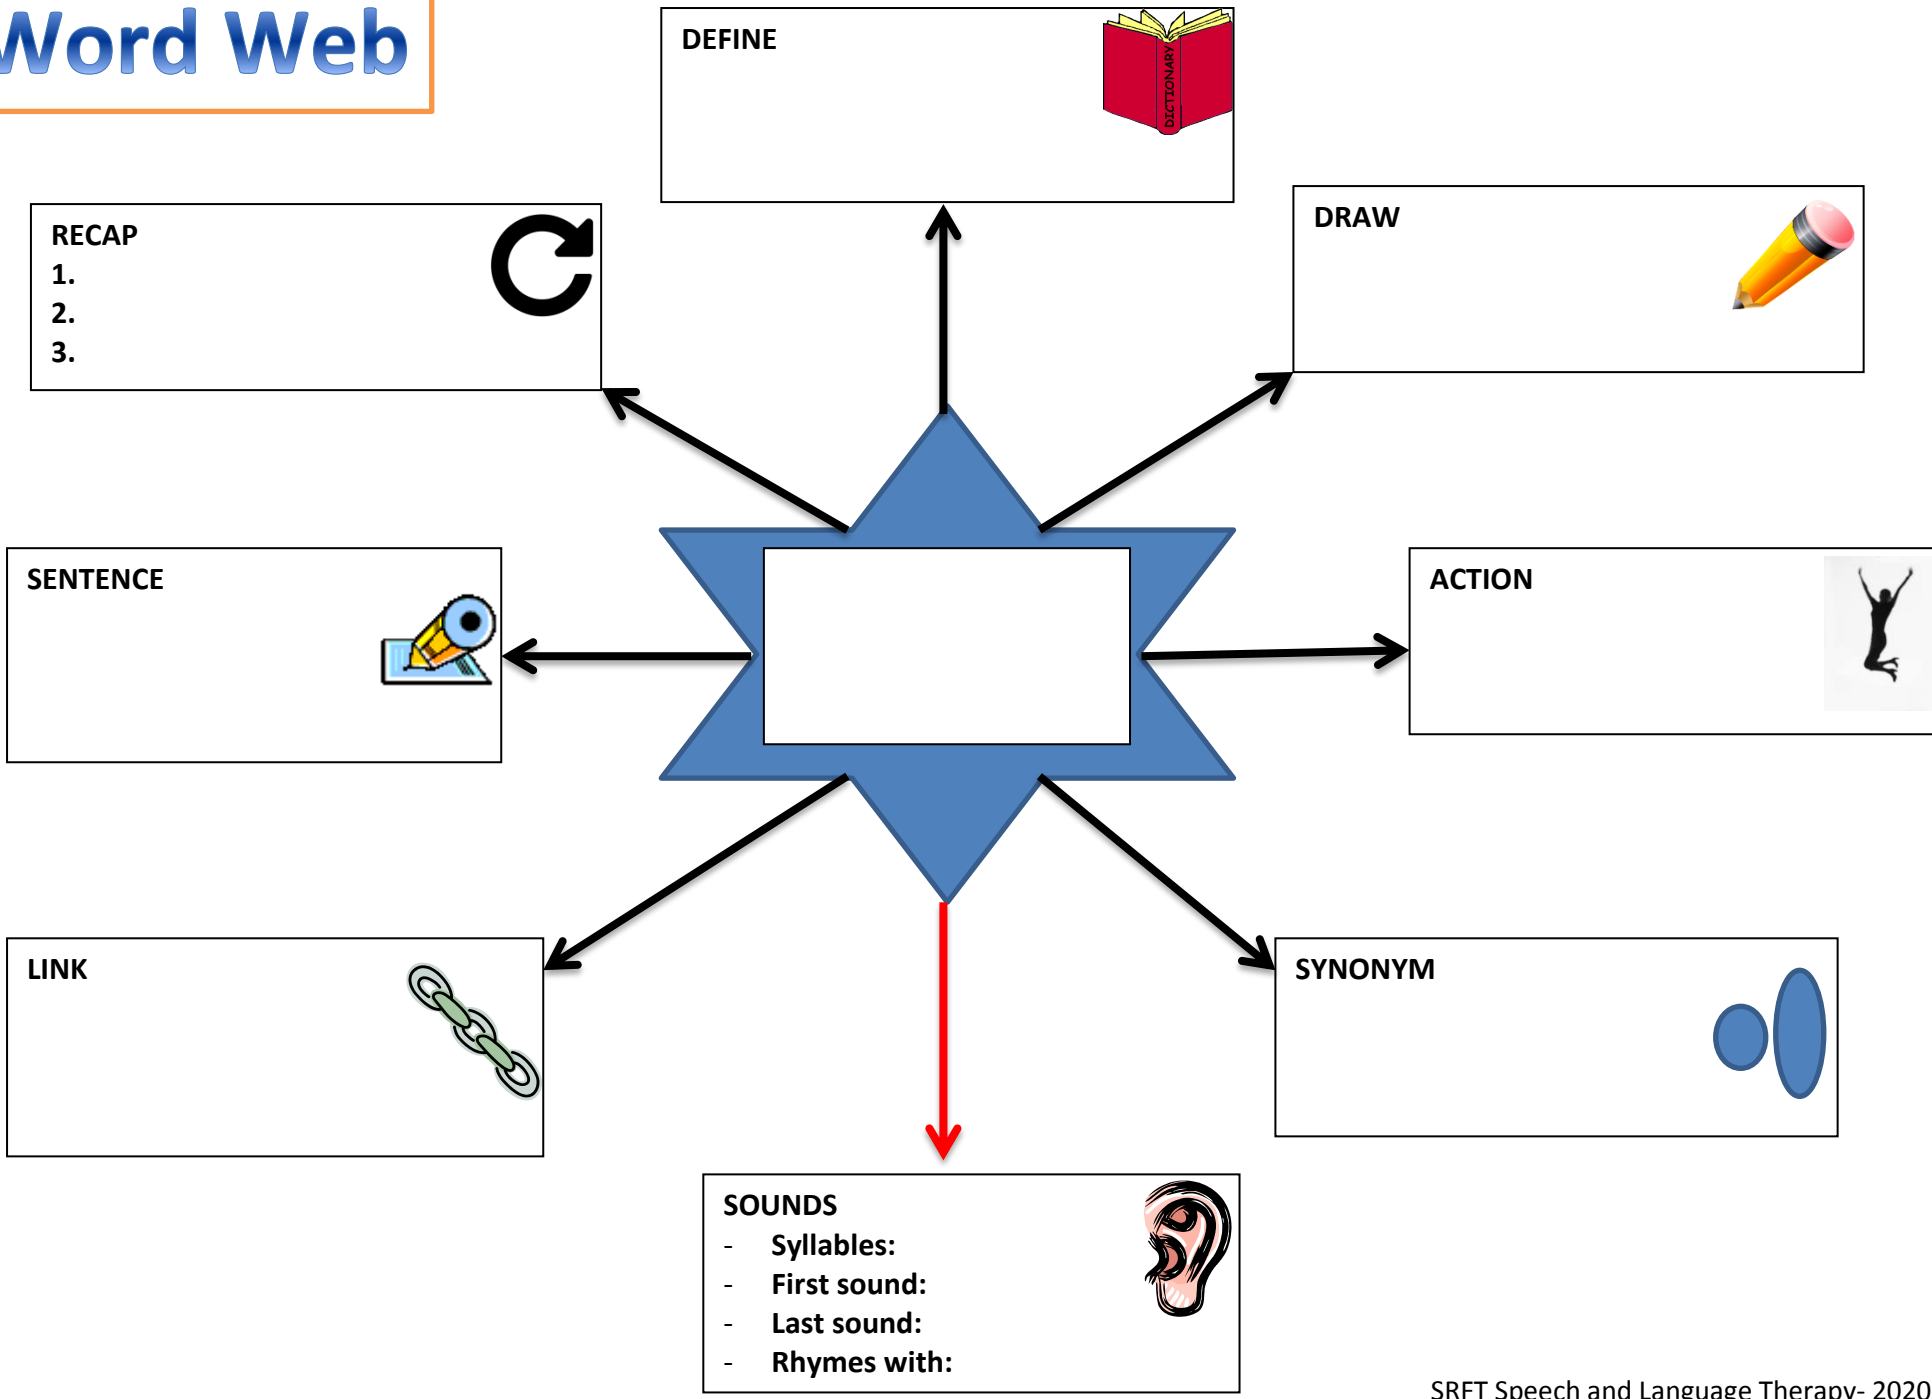 Word Web
DEFINE
DICTIONARY
RECAP
1.
2.
3.
DRAW
SENTENCE
ACTION
LINK
SYNONYM
SOUNDS
- Syllables:
- First sound:
- Last sound:
- Rhymes with:
SRFT Speech and Language Therapy- 2020